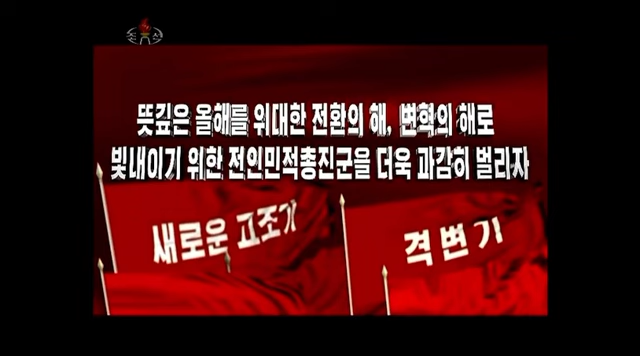 조선
뜻깊은 올해를 위대한 전환의 해, 변혁의 해로
빛내이기 위한 전인민적총진군을 더욱 과감히 벌리자
새로운 고조기
격변기